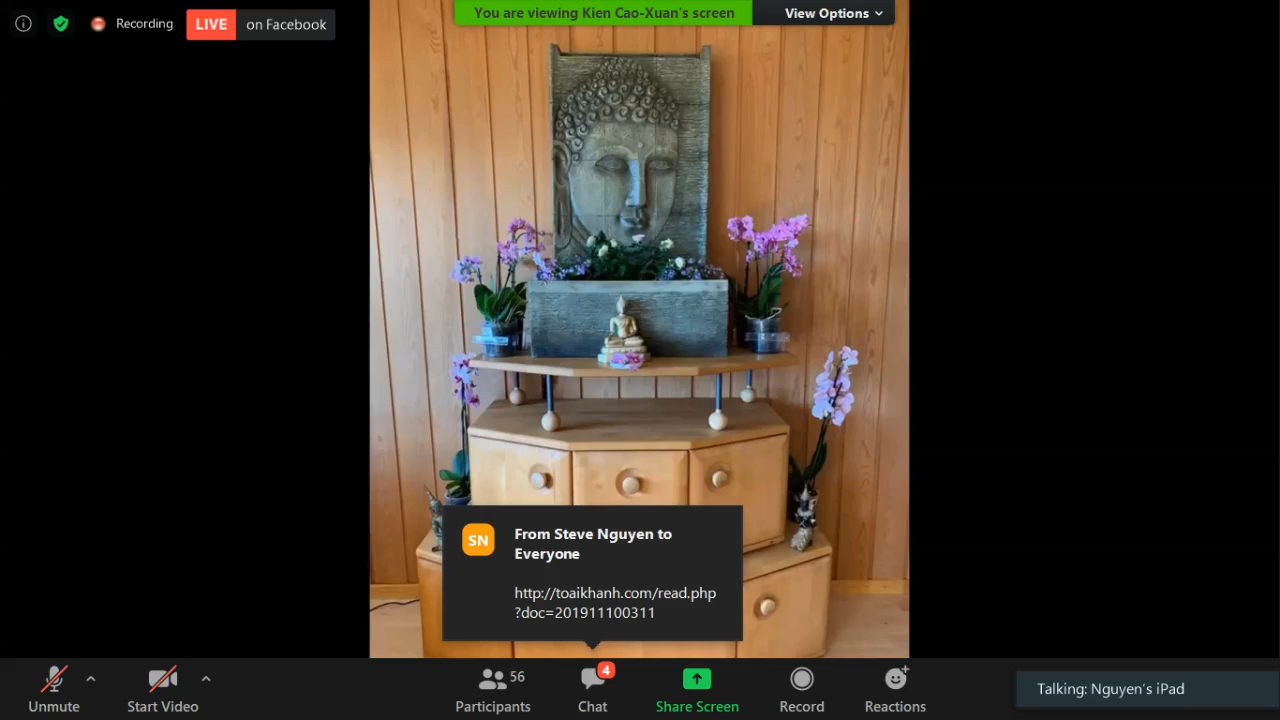 Recording
LIVE on Facebook
You are viewing Kien Cao-Xuan's screen
View Options
SN
From Steve Nguyen to
Everyone
http://toaikhanh.com/read.php
?doc=201911100311
Unmute
Start Video
56
Participants
4
Chat
Share Screen
Record
Reactions
Talking: Nguyen's iPad